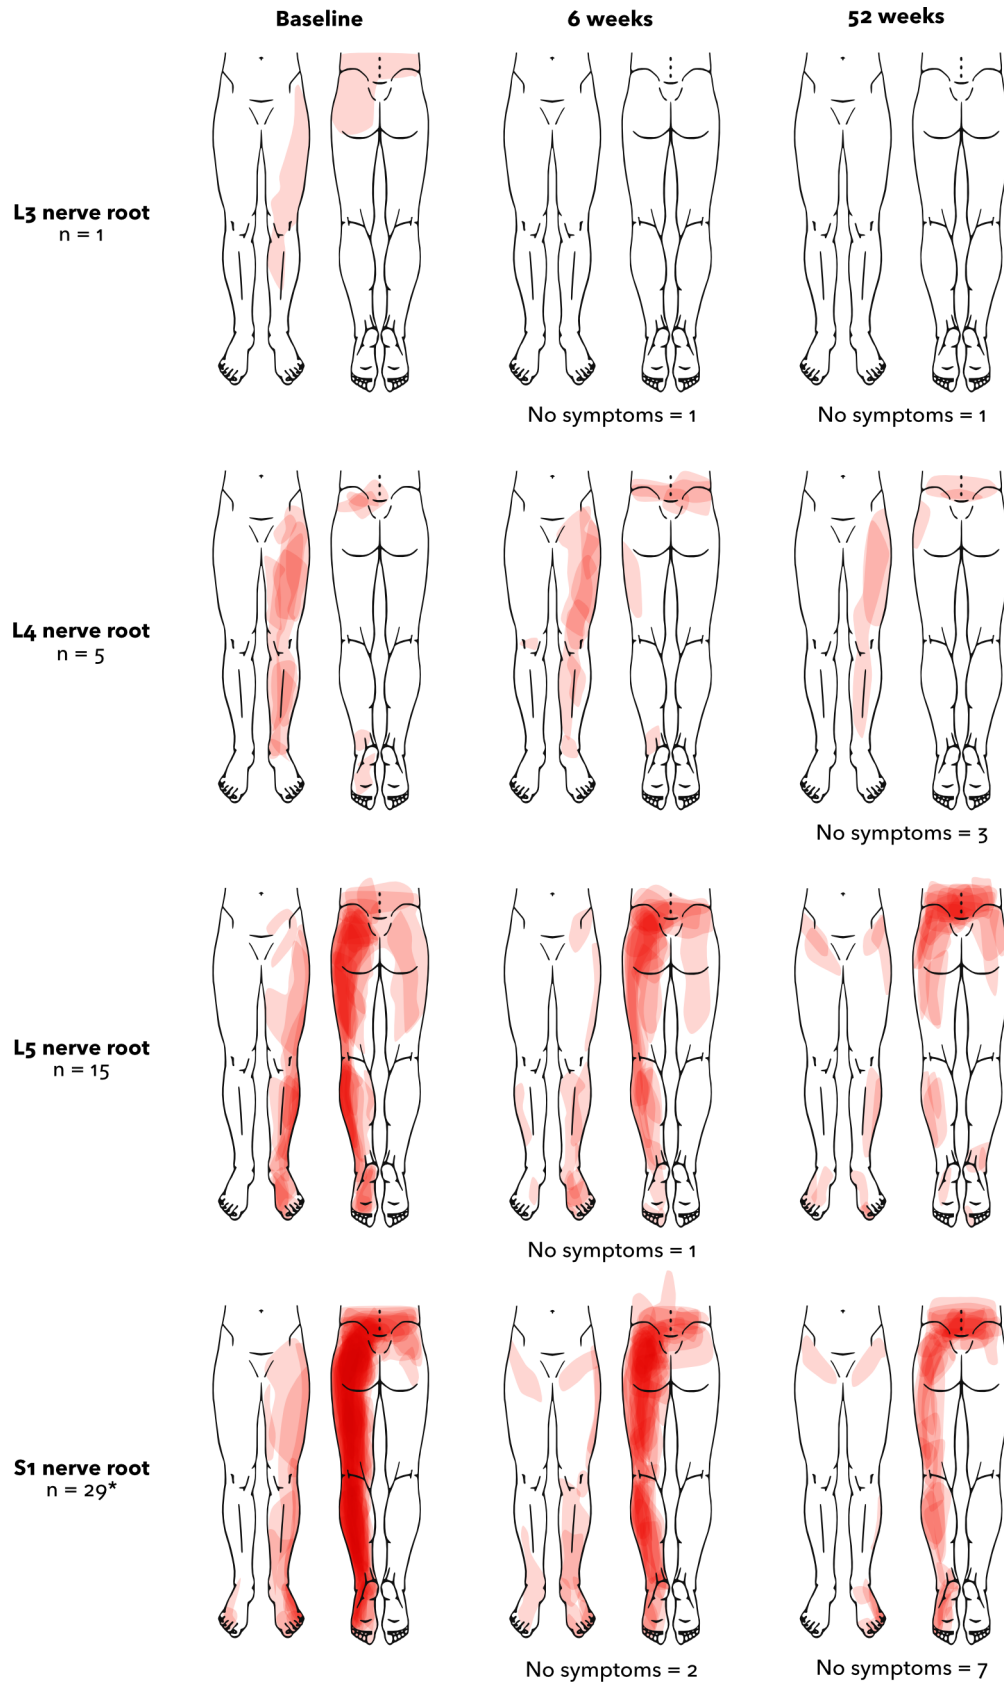 Baseline
6 weeks
52 weeks
L3 nerve root
n = 1
No symptoms = 1
No symptoms = 1
L4 nerve root
n = 5
No symptoms = 3
L5 nerve root
n = 15
No symptoms = 1
S1 nerve root
n = 29*
No symptoms = 2
No symptoms = 7